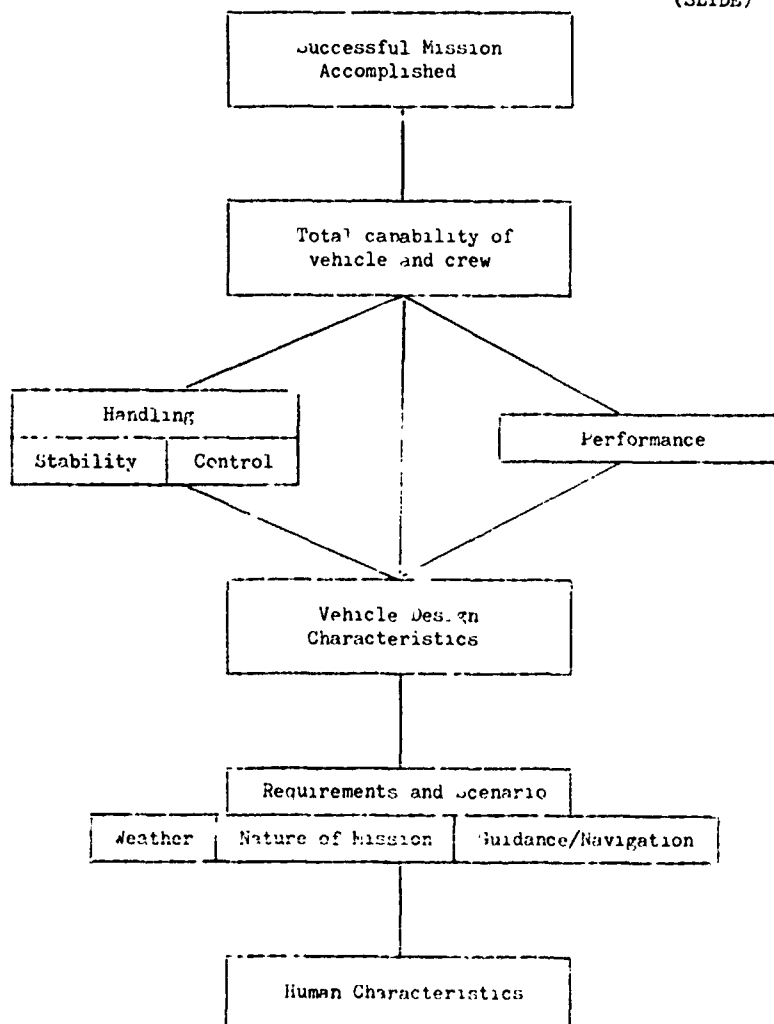 (SLIDE)
Successful Mission
Accomplished
Total capability of
vehicle and crew
Handling
Stability
Control
Performance
Vehicle Design
Characteristics
Requirements and Scenario
Weather
Nature of Mission
Guidance/Navigation
Human Characteristics